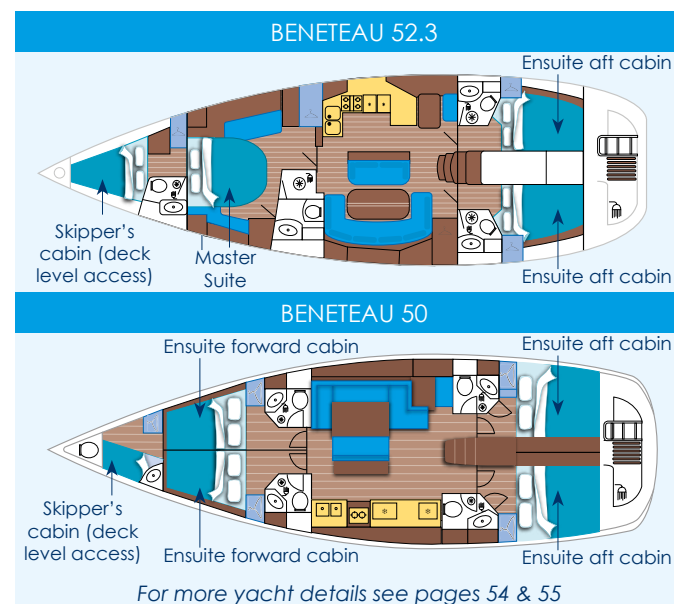 BENETEAU 52.3
Ensuite aft cabin
Skipper's
cabin (deck
level access)
Master
Suite
Ensuite aft cabin
BENETEAU 50
Ensuite forward cabin
Ensuite aft cabin
Skipper's
cabin (deck
level access)
Ensuite forward cabin
Ensuite aft cabin
For more yacht details see pages 54 & 55